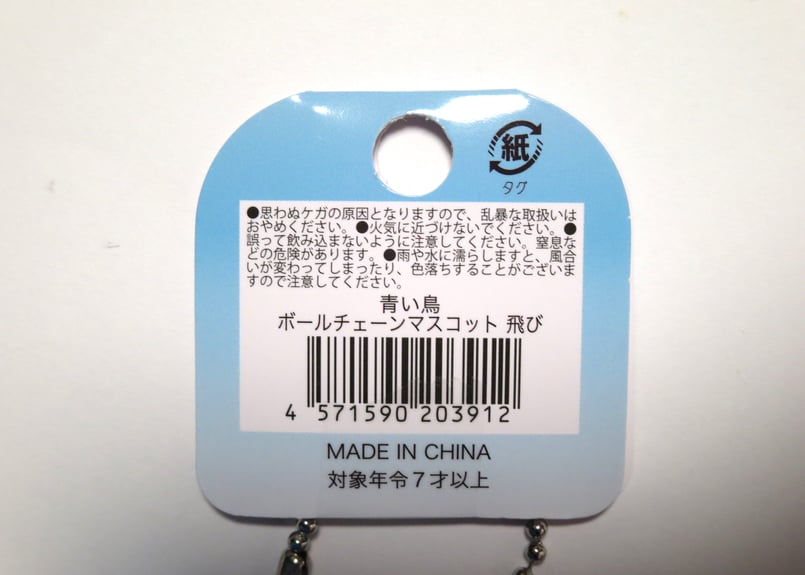 紙
タグ
●思わぬケガの原因となりますので、乱暴な取扱いは
おやめください。●火気に近づけないでください。●
誤って飲み込まないように注意してください。窒息な
どの危険があります。●雨や水に濡らしますと、風合
いが変わってしまったり、色落ちすることがございま
すので注意してください。
青い鳥
ボールチェーンマスコット 飛び
4 571590 203912
MADE IN CHINA
対象年令7才以上